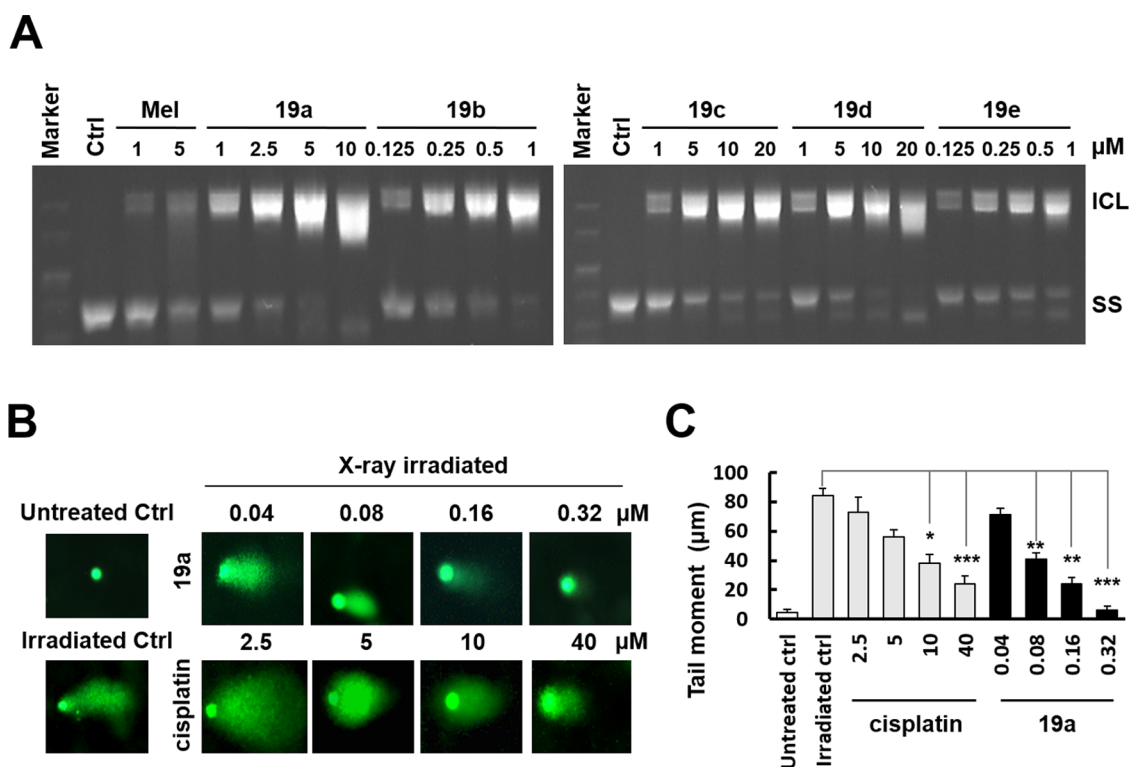 A
Marker Ctrl Mel 19a 19b Marker Ctrl 19c 19d 19e
1 5 1 2.5 5 10 0.125 0.25 0.5 1 1 5 10 20 1 5 10 20 0.125 0.25 0.5 1 µM
ICL
SS
B
X-ray irradiated
Untreated Ctrl 0.04 0.08 0.16 0.32 µM
19a
Irradiated Ctrl 2.5 5 10 40 µM
cisplatin
C
Tail moment (µm)
100
80
60
40
20
0
* *** ** ** ***
Untreated ctrl Irradiated ctrl 2.5 5 10 40 0.04 0.08 0.16 0.32
cisplatin 19a